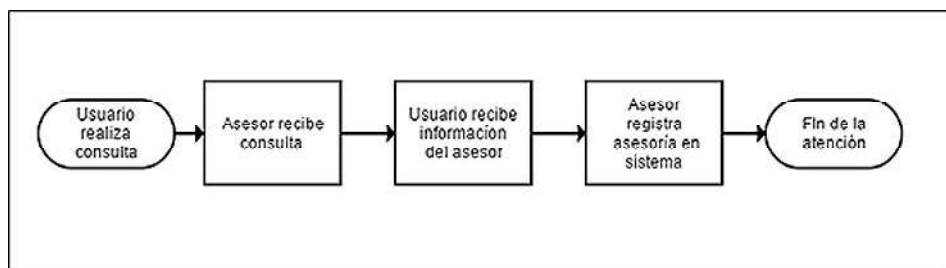 Usuario
realiza
consulta
Asesor recibe
consulta
Usuario recibe
informacion
del asesor
Asesor
registra
asesoría en
sistema
Fin de la
atención